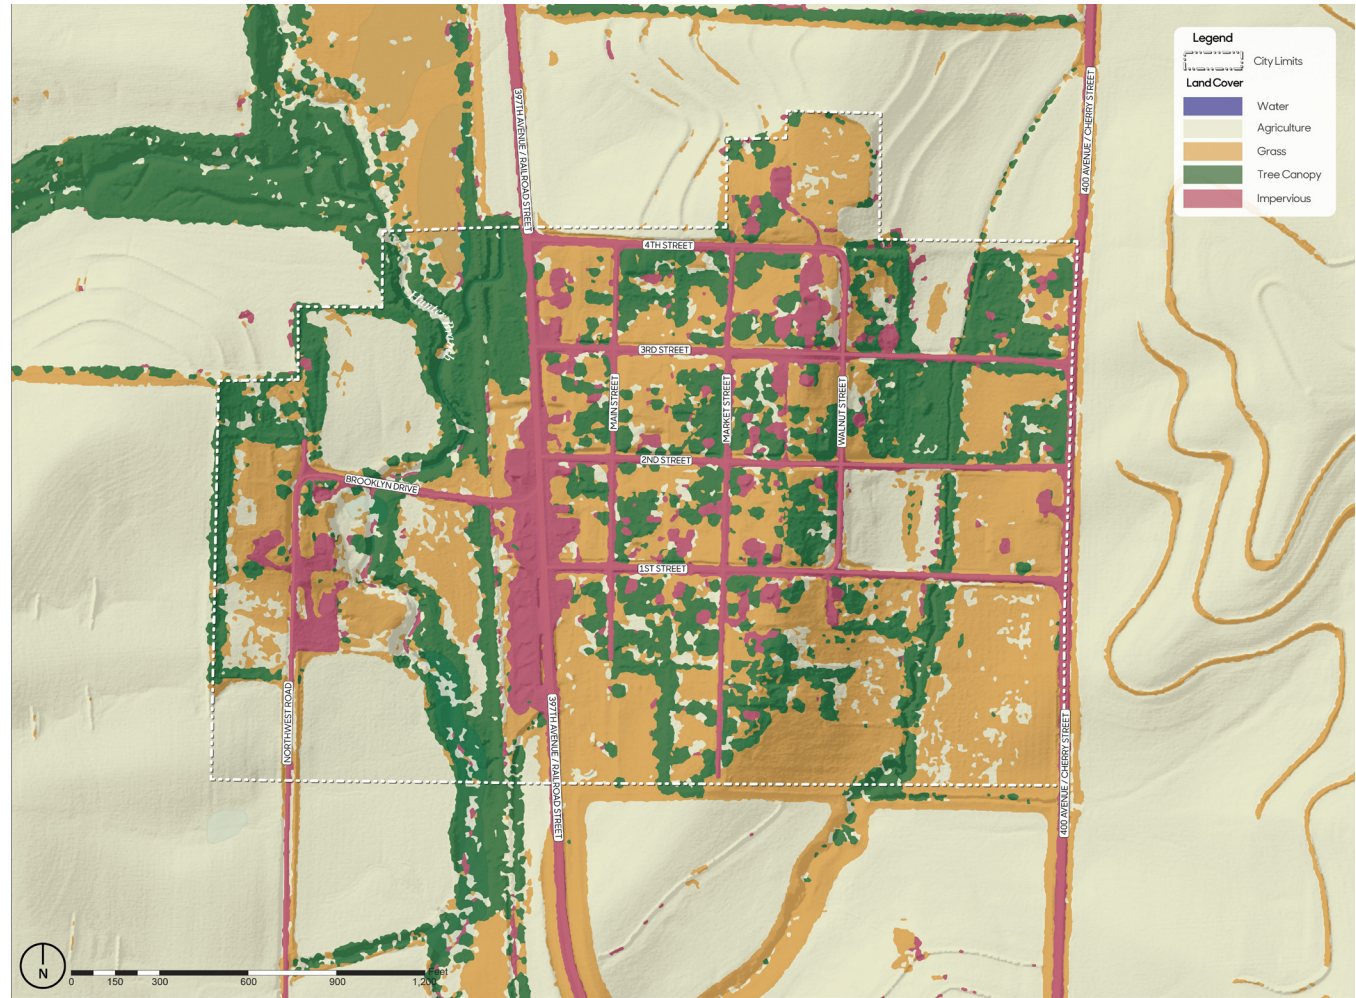 Legend
City Limits
Land Cover
Water
Agriculture
Grass
Tree Canopy
Impervious
397TH AVENUE / RAILROAD STREET
400 AVENUE / CHERRY STREET
4TH STREET
3RD STREET
MAIN STREET
MARKET STREET
WALNUT STREET
2ND STREET
BROOKLYN DRIVE
1ST STREET
NORTHWEST ROAD
397TH AVENUE / RAILROAD STREET
400 AVENUE / CHERRY STREET
N
0 150 300 600 900 1,200
Feet